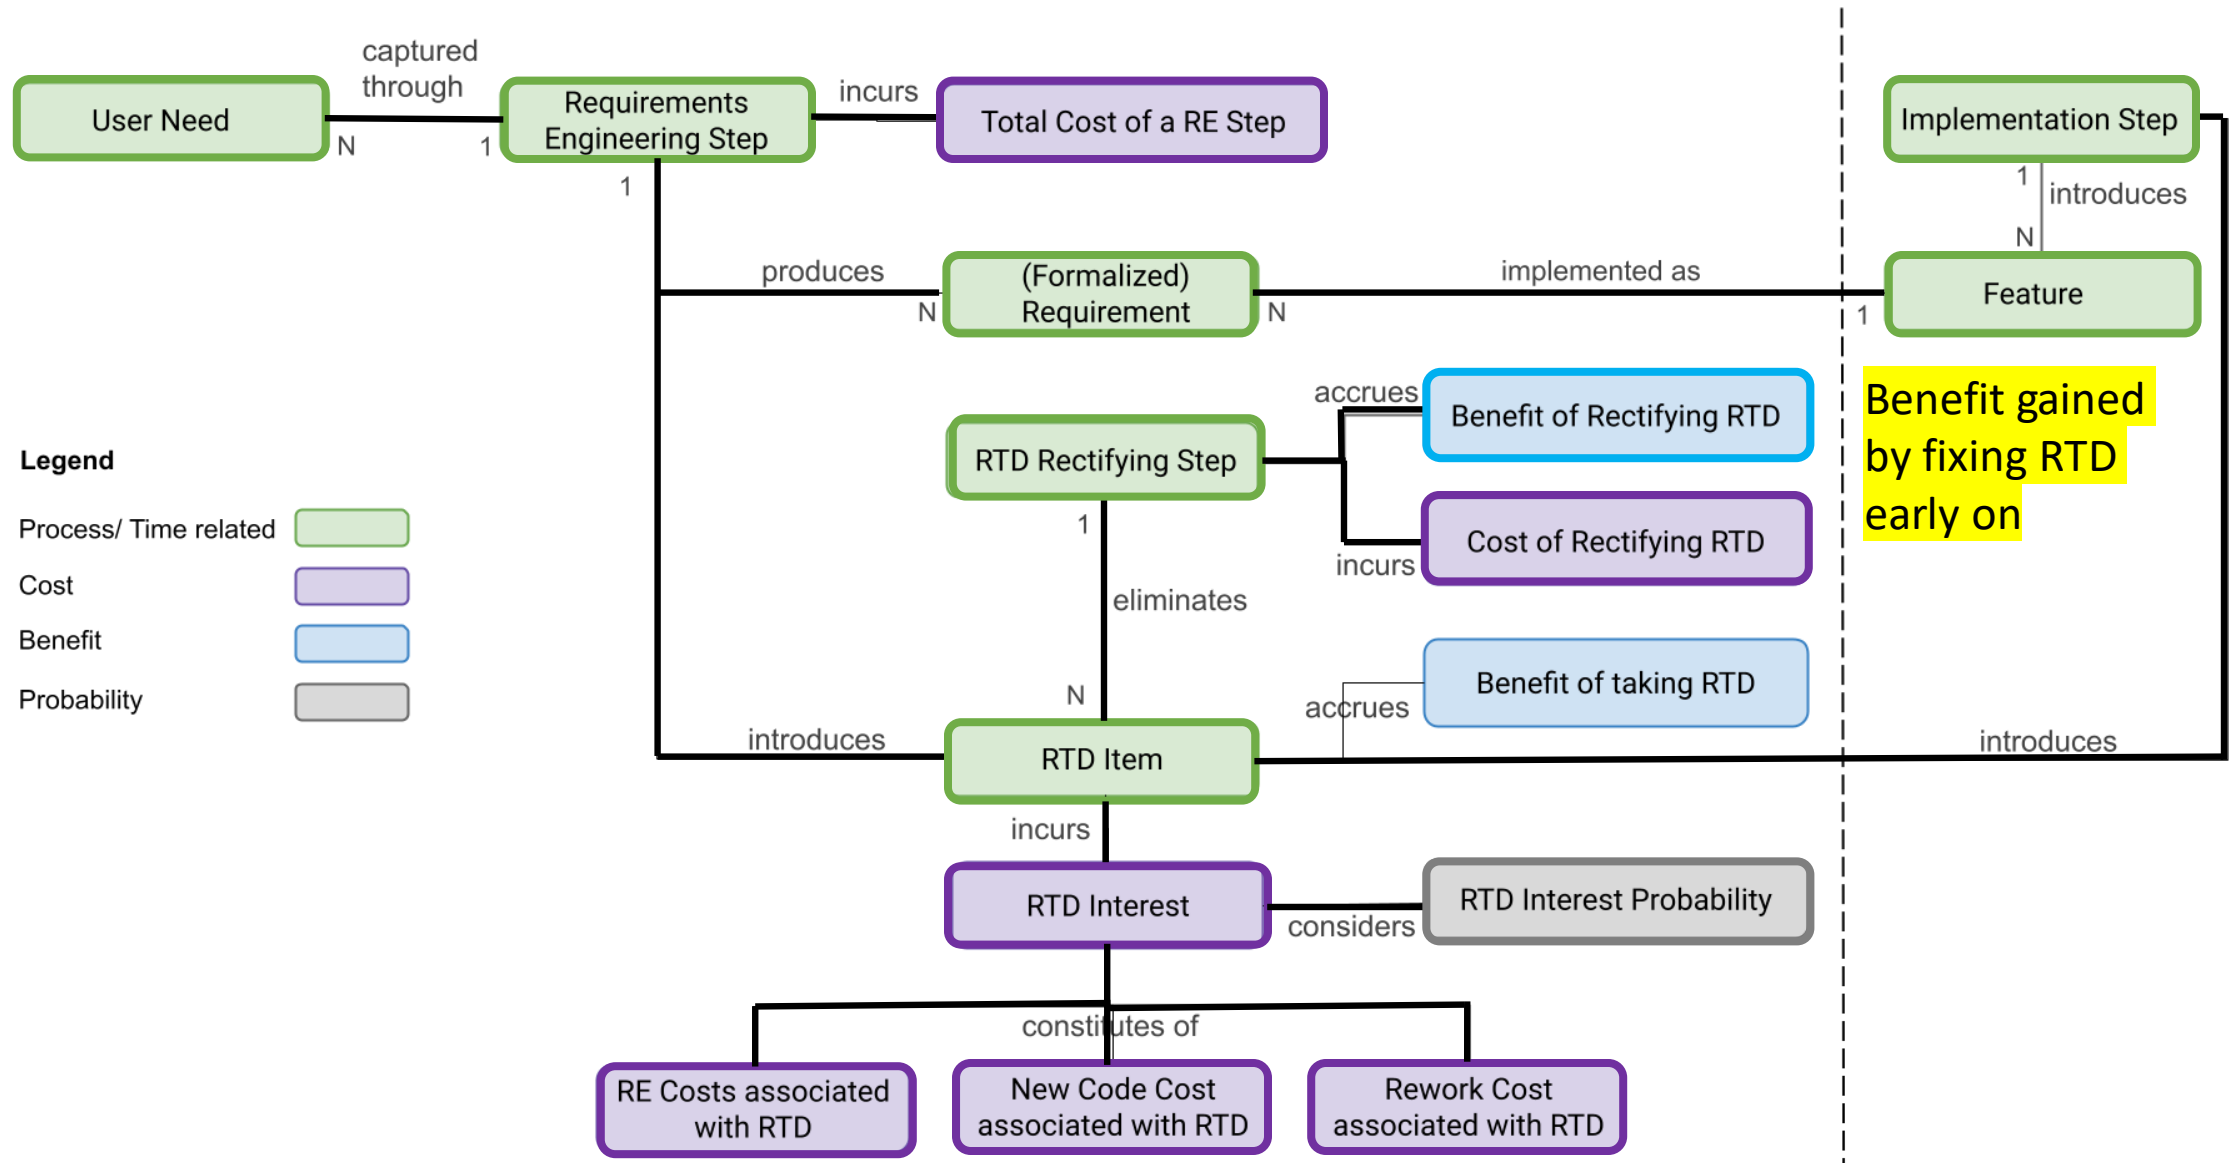 captured
through
User Need
N
1
Requirements
Engineering Step
incurs
Total Cost of a RE Step
Implementation Step
1
introduces
N
1
produces
N
(Formalized)
Requirement
N
implemented as
1
Feature
accrues
Benefit of Rectifying RTD
Benefit gained
by fixing RTD
early on
RTD Rectifying Step
Cost of Rectifying RTD
incurs
1
eliminates
N
Legend
Process/ Time related
Cost
Benefit
Probability
Benefit of taking RTD
accrues
introduces
RTD Item
introduces
incurs
RTD Interest
considers
RTD Interest Probability
constitutes of
RE Costs associated
with RTD
New Code Cost
associated with RTD
Rework Cost
associated with RTD